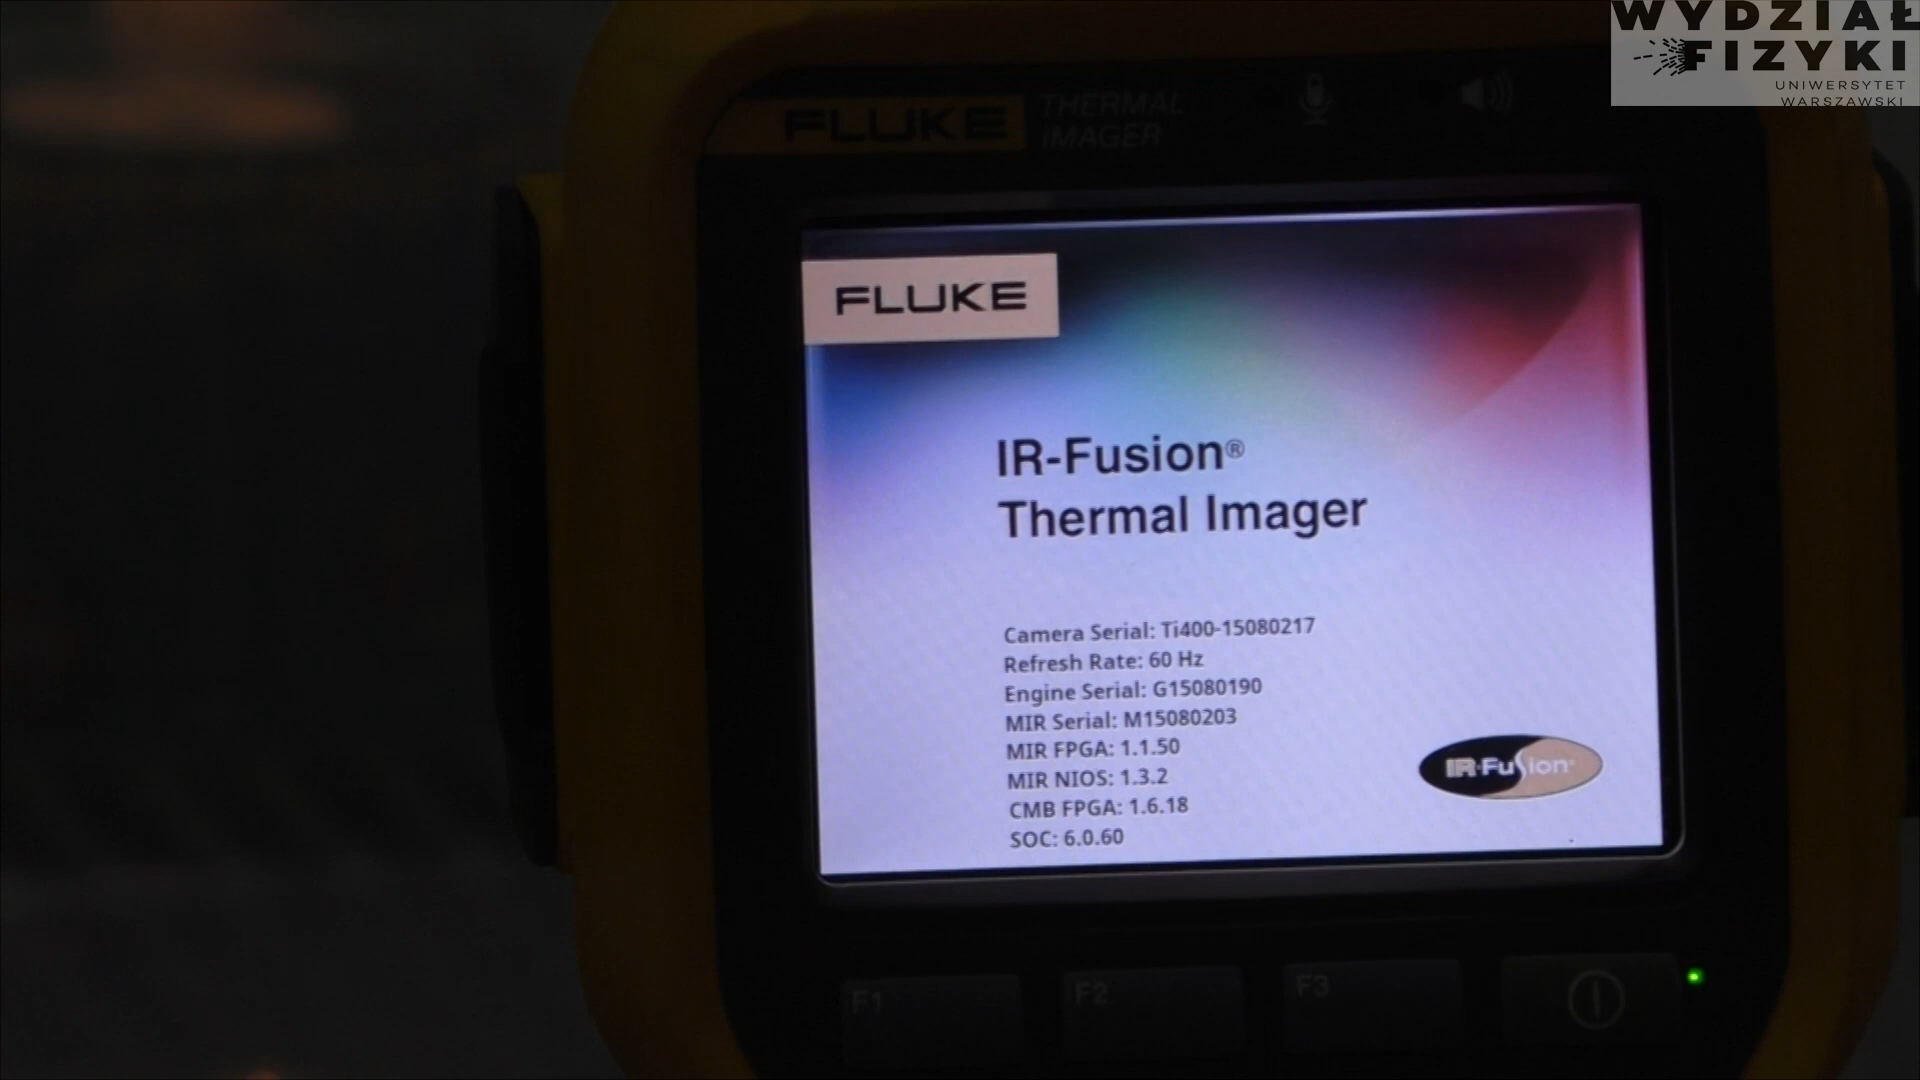 WYDZIAŁ
FIZYKI
UNIWERSYTET
WARSZAWSKI
FLUKE
THERMAL
IMAGER
FLUKE
IR-Fusion®
Thermal Imager
Camera Serial: Ti400-15080217
Refresh Rate: 60 Hz
Engine Serial: G15080190
MIR Serial: M15080203
MIR FPGA: 1.1.50
MIR NIOS: 1.3.2
CMB FPGA: 1.6.18
SOC: 6.0.60
IR-Fusion®
F1
F2
F3